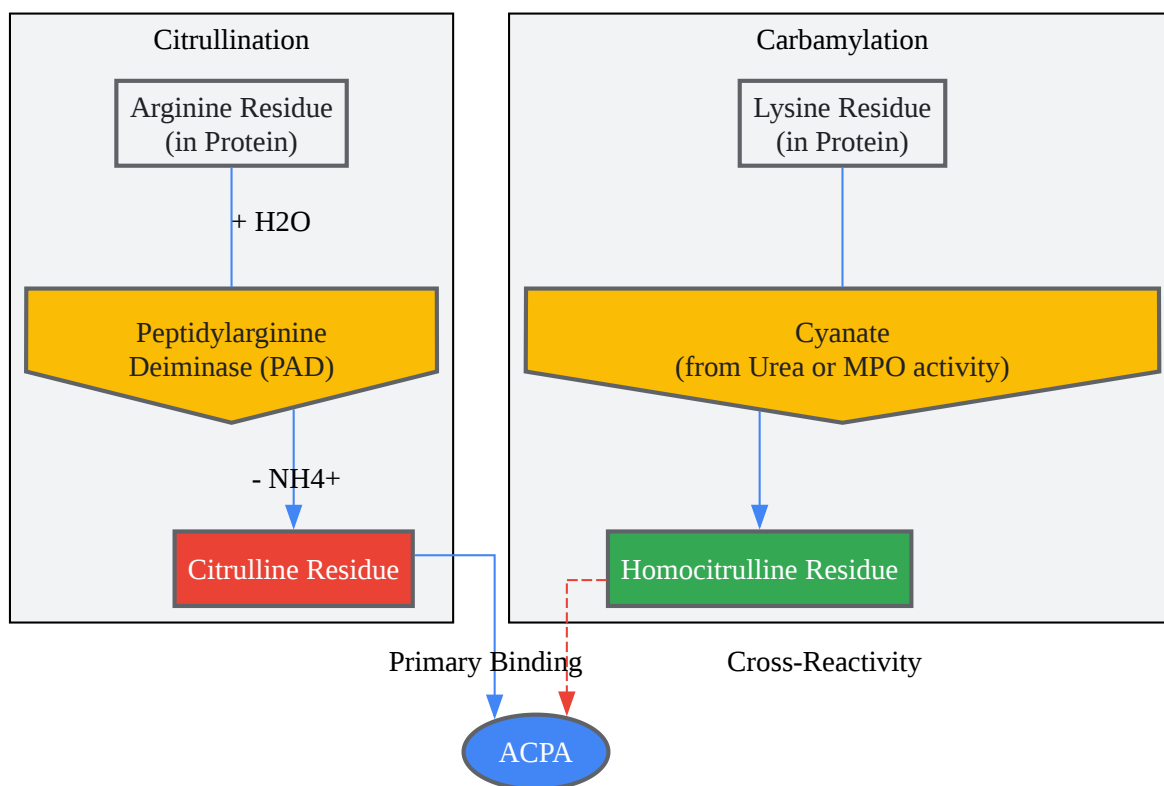 Citrullination
Arginine Residue
(in Protein)
+ H2O
Peptidylarginine
Deiminase (PAD)
- NH4+
Citrulline Residue
Carbamylation
Lysine Residue
(in Protein)
Cyanate
(from Urea or MPO activity)
Homocitrulline Residue
Primary Binding
Cross-Reactivity
ACPA